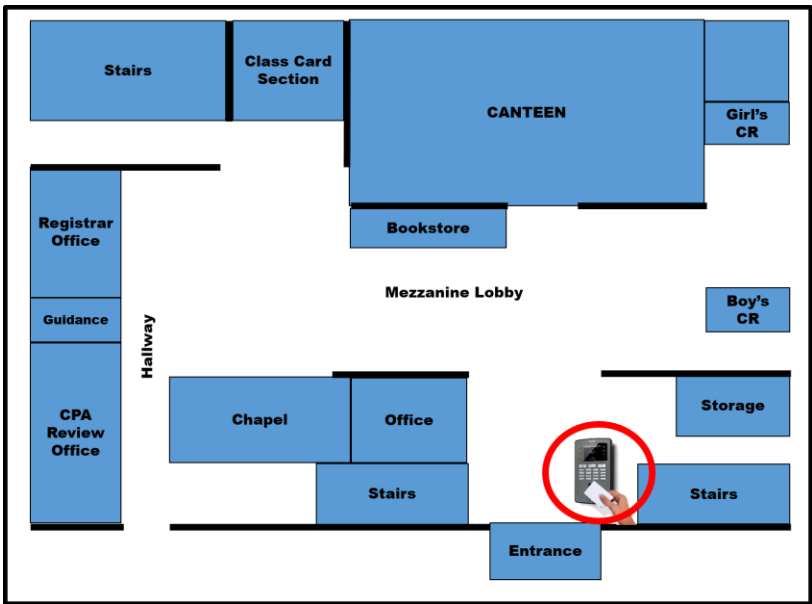 Stairs
Class Card
Section
CANTEEN
Girl's
CR
Registrar
Office
Bookstore
Mezzanine Lobby
Boy's
CR
Guidance
Hallway
CPA
Review
Office
Chapel
Office
Storage
Stairs
Stairs
Entrance